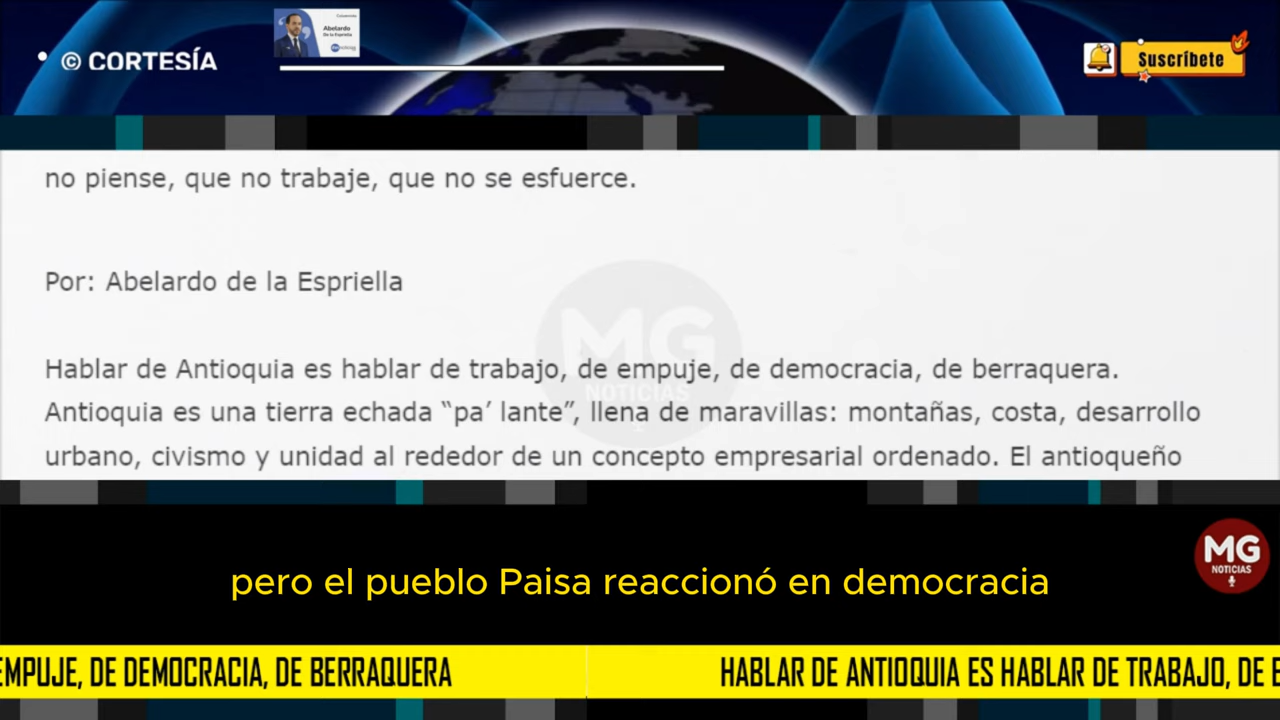 Columnista
Abelardo
De la Espriella
© CORTESÍA
Suscríbete
no piense, que no trabaje, que no se esfuerce.
Por: Abelardo de la Espriella
MG
NOTICIAS
Hablar de Antioquia es hablar de trabajo, de empuje, de democracia, de berraquera.
Antioquia es una tierra echada “pa’ lante”, llena de maravillas: montañas, costa, desarrollo
urbano, civismo y unidad al rededor de un concepto empresarial ordenado. El antioqueño
MG
NOTICIAS
pero el pueblo Paisa reaccionó en democracia
EMPUJE, DE DEMOCRACIA, DE BERRAQUERA HABLAR DE ANTIOQUIA ES HABLAR DE TRABAJO, DE E